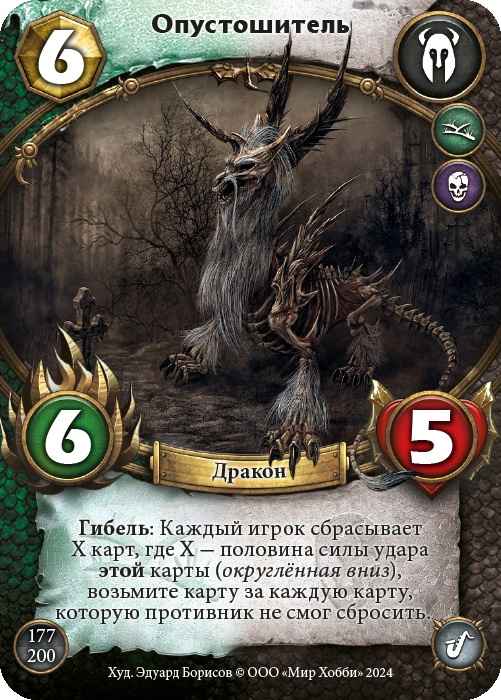 Опустошитель
6
6
5
Дракон
Гибель: Каждый игрок сбрасывает
X карт, где X — половина силы удара
этой карты (округлённая вниз),
возьмите карту за каждую карту,
которую противник не смог сбросить.
177
200
Худ. Эдуард Борисов © ООО «Мир Хобби» 2024